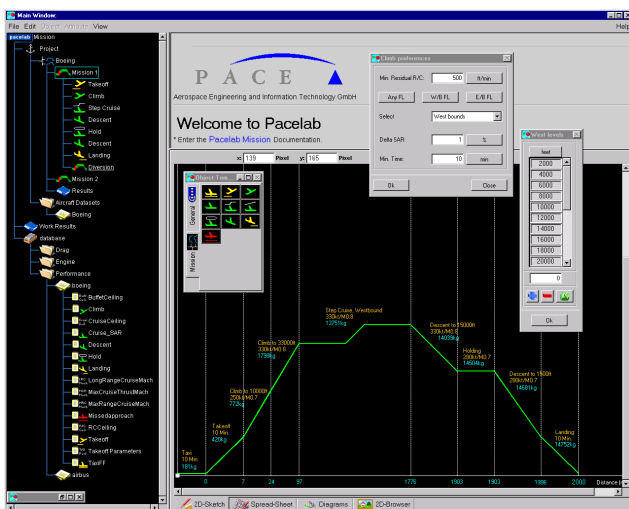 Main Window
File Edit Object Attribute View Help
pacelab Mission
Project
Boeing
Mission 1
Takeoff
Climb
Step Cruise
Descent
Hold
Descent
Landing
Diversion
Mission 2
Results
Aircraft Datasets
Boeing
Work Results
database
Drag
Engine
Performance
boeing
BuffetCeiling
Climb
CruiseCeiling
Cruise_SAR
Descent
Hold
Landing
LongRangeCruiseMach
MaxCruiseThrustMach
MaxRangeCruiseMach
Missedapproach
RCCeiling
Takeoff
Takeoff Parameters
TaxiFF
airbus
PACE
Aerospace Engineering and Information Technology GmbH
Welcome to Pacelab
* Enter the Pacelab Mission Documentation.
x: 139 Pixel y: 165 Pixel
Climb preferences
Min. Residual R/C: 500 ft/min
Any FL W/B FL E/B FL
Select West bounds
Delta SAR: 1 %
Min. Time: 10 min
Ok Close
West levels
feet
2000
4000
6000
8000
10000
12000
14000
16000
18000
20000
0
Ok
General
Mission
Taxi
10 Min.
181kg
Takeoff
10 Min.
420kg
Climb to 10000ft
250kt/M0.7
772kg
Climb to 33000ft
330kt/M0.8
1798kg
Step Cruise, Westbound
330kt/M0.8
13751kg
Descent to 15000ft
330kt/M0.8
14039kg
Holding
280kt/M0.7
14504kg
Descent to 1500ft
280kt/M0.7
14681kg
Landing
10 Min.
14752kg
0 7 24 97 1776 1903 1903 1998 2000 Distance
2D-Sketch Spread-Sheet Diagrams 2D-Browser